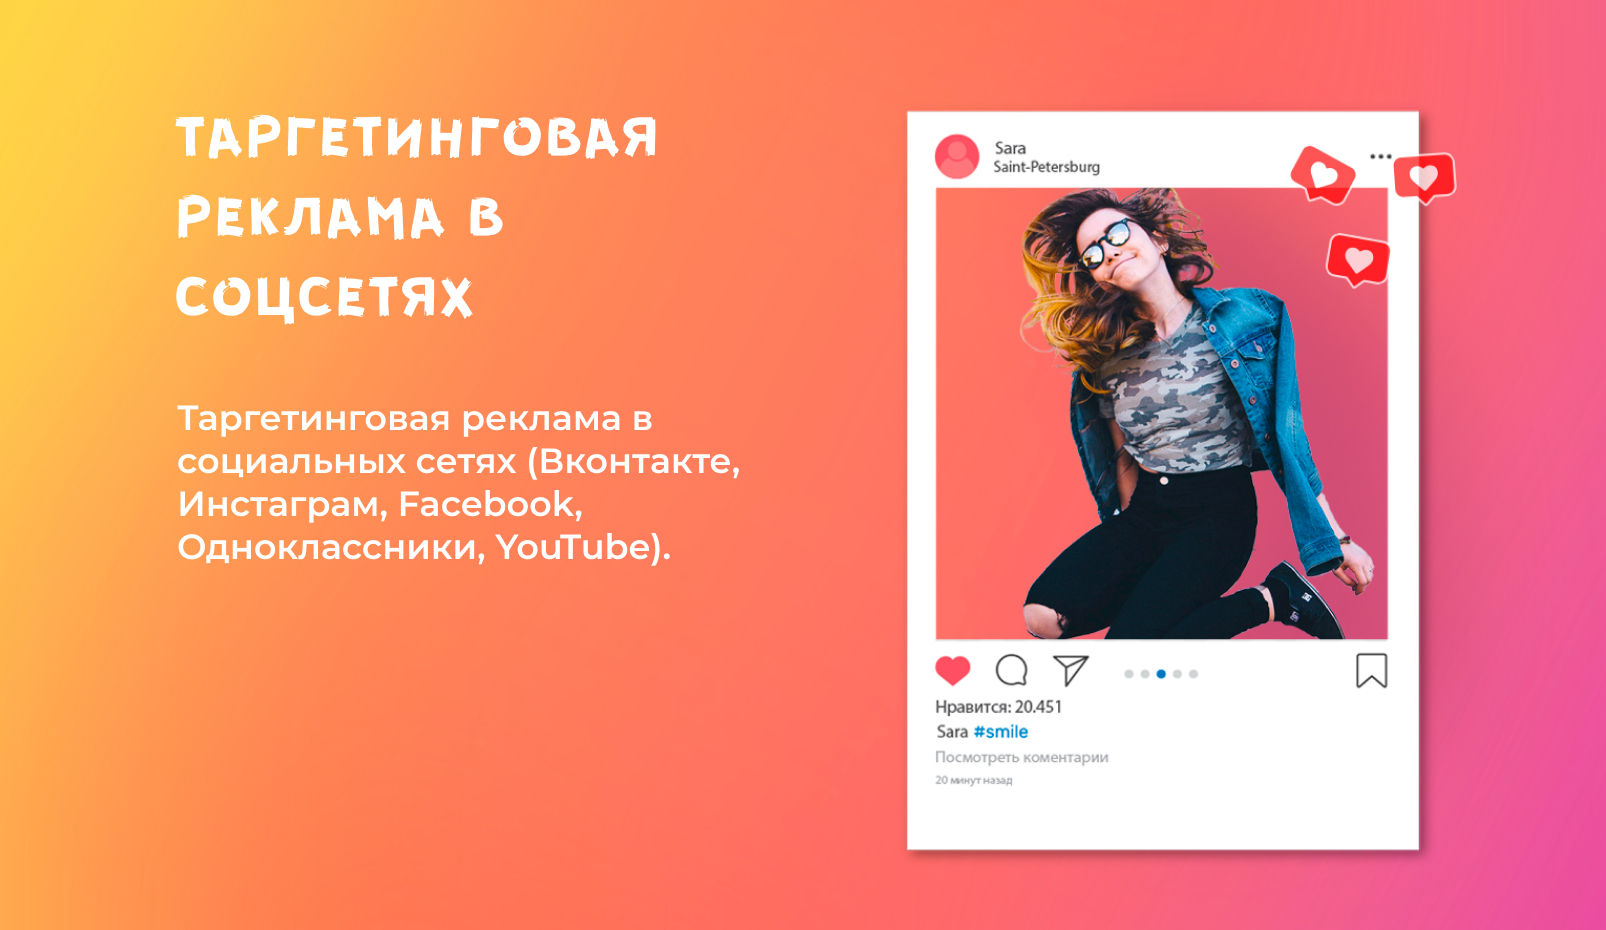 ТАРГЕТИНГОВАЯ
РЕКЛАМА В
СОЦСЕТЯХ
Таргетинговая реклама в
социальных сетях (Вконтакте,
Инстаграм, Facebook,
Одноклассники, YouTube).
Sara
Saint-Petersburg
Нравится: 20.451
Sara #smile
Посмотреть коментарии
20 минут назад